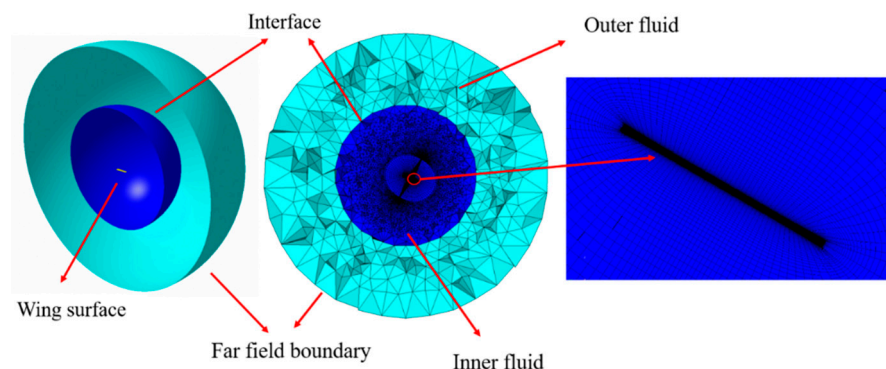 Interface
Outer fluid
Wing surface
Far field boundary
Inner fluid